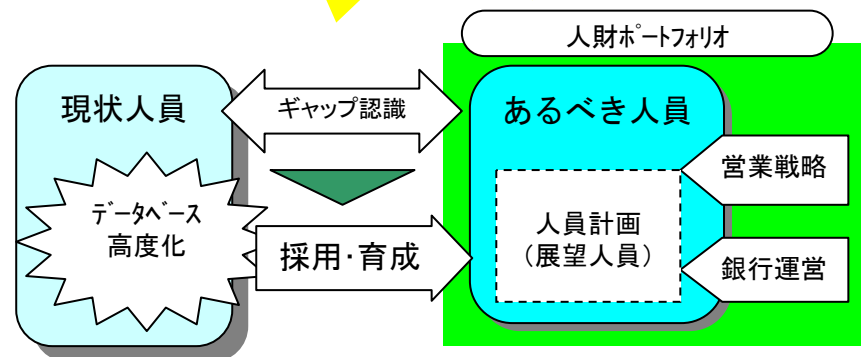 人財ﾎﾟｰﾄﾌｫﾘｵ
現状人員
ギャップ認識
あるべき人員
営業戦略
ﾃﾞｰﾀﾍﾞｰｽ
高度化
採用･育成
人員計画
（展望人員）
銀行運営